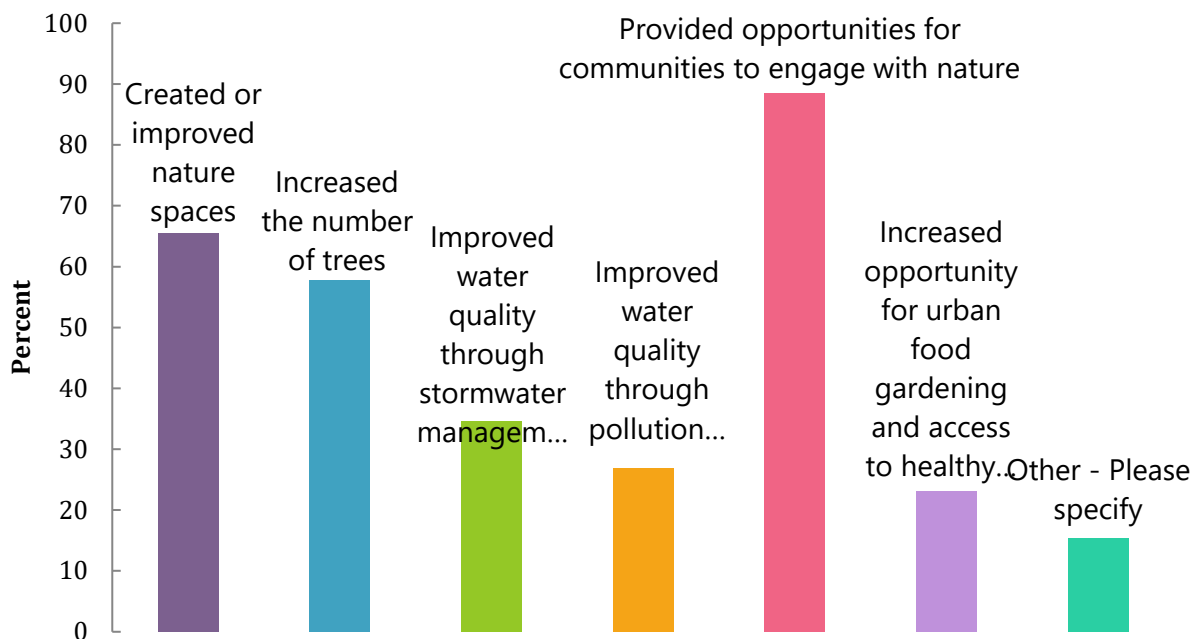 100
90
80
70
60
50
40
30
20
10
0
Percent
Created or
improved
nature
spaces
Increased
the number
of trees
Improved
water
quality
through
stormwater
managem...
Improved
water
quality
through
pollution...
Provided opportunities for
communities to engage with nature
Increased
opportunity
for urban
food
gardening
and access
to healthy...
Other - Please
specify